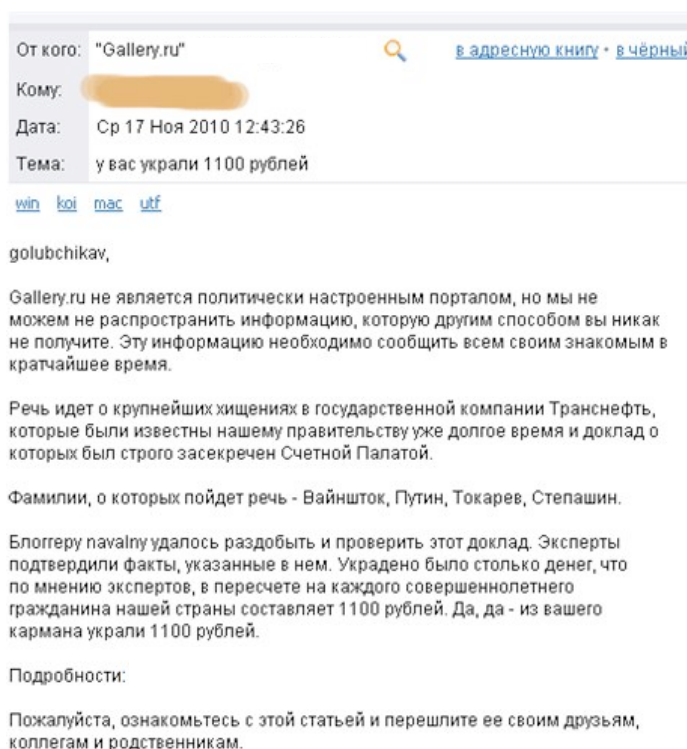 От кого: "Gallery.ru" в адресную книгу • в чёрный
Кому:
Дата: Ср 17 Ноя 2010 12:43:26
Тема: у вас украли 1100 рублей
win koi mac utf
golubchikav,
Gallery.ru не является политически настроенным порталом, но мы не
можем не распространить информацию, которую другим способом вы никак
не получите. Эту информацию необходимо сообщить всем своим знакомым в
кратчайшее время.
Речь идет о крупнейших хищениях в государственной компании Транснефть,
которые были известны нашему правительству уже долгое время и доклад о
которых был строго засекречен Счетной Палатой.
Фамилии, о которых пойдет речь - Вайншток, Путин, Токарев, Степашин.
Блоггеру navalny удалось раздобыть и проверить этот доклад. Эксперты
подтвердили факты, указанные в нем. Украдено было столько денег, что
по мнению экспертов, в пересчете на каждого совершеннолетнего
гражданина нашей страны составляет 1100 рублей. Да, да - из вашего
кармана украли 1100 рублей.
Подробности:
Пожалуйста, ознакомьтесь с этой статьей и перешлите ее своим друзьям,
коллегам и родственникам.